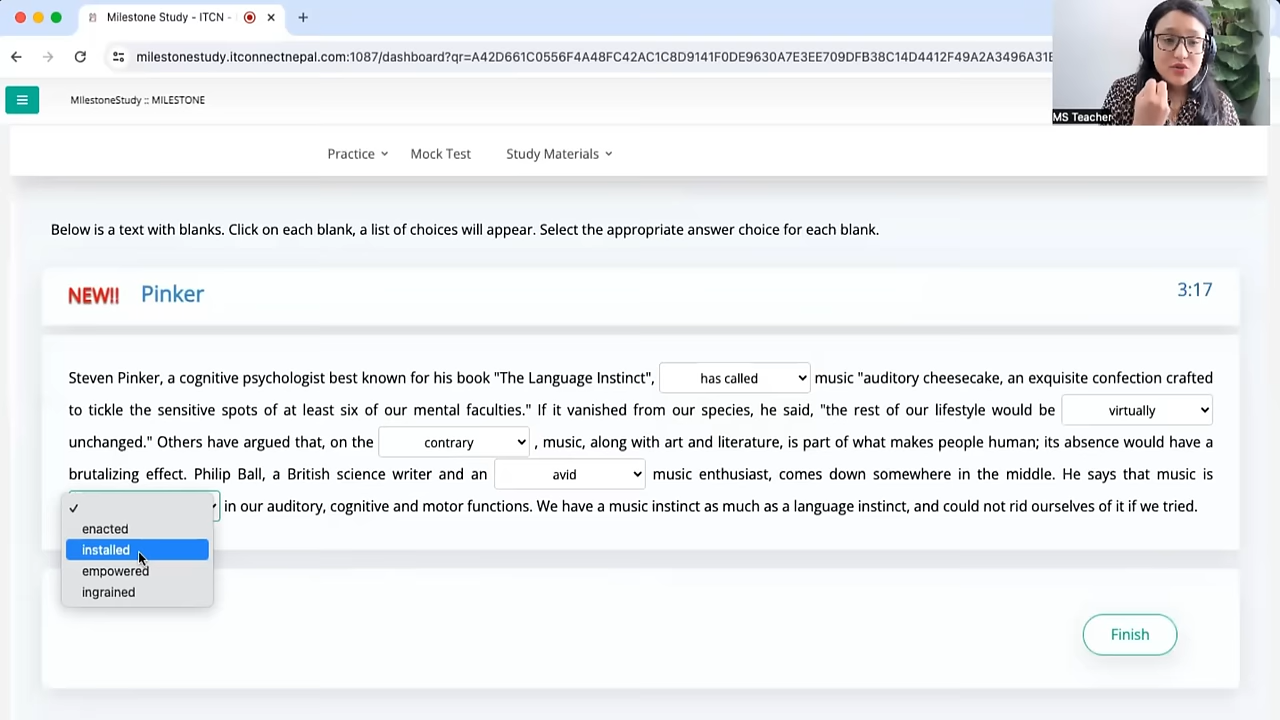 Milestone Study - ITCN -
milestonestudy.itconnectnepal.com:1087/dashboard?qr=A42D661C0556F4A48FC42AC1C8D9141F0DE9630A7E3EE709DFB38C14D4412F49A2A3496A31E
MilestoneStudy :: MILESTONE
MS Teacher
Practice Mock Test Study Materials
Below is a text with blanks. Click on each blank, a list of choices will appear. Select the appropriate answer choice for each blank.
NEW!! Pinker 3:17
Steven Pinker, a cognitive psychologist best known for his book "The Language Instinct", has called music "auditory cheesecake, an exquisite confection crafted
to tickle the sensitive spots of at least six of our mental faculties." If it vanished from our species, he said, "the rest of our lifestyle would be virtually
unchanged." Others have argued that, on the contrary , music, along with art and literature, is part of what makes people human; its absence would have a
brutalizing effect. Philip Ball, a British science writer and an avid music enthusiast, comes down somewhere in the middle. He says that music is
in our auditory, cognitive and motor functions. We have a music instinct as much as a language instinct, and could not rid ourselves of it if we tried.
enacted
installed
empowered
ingrained
Finish